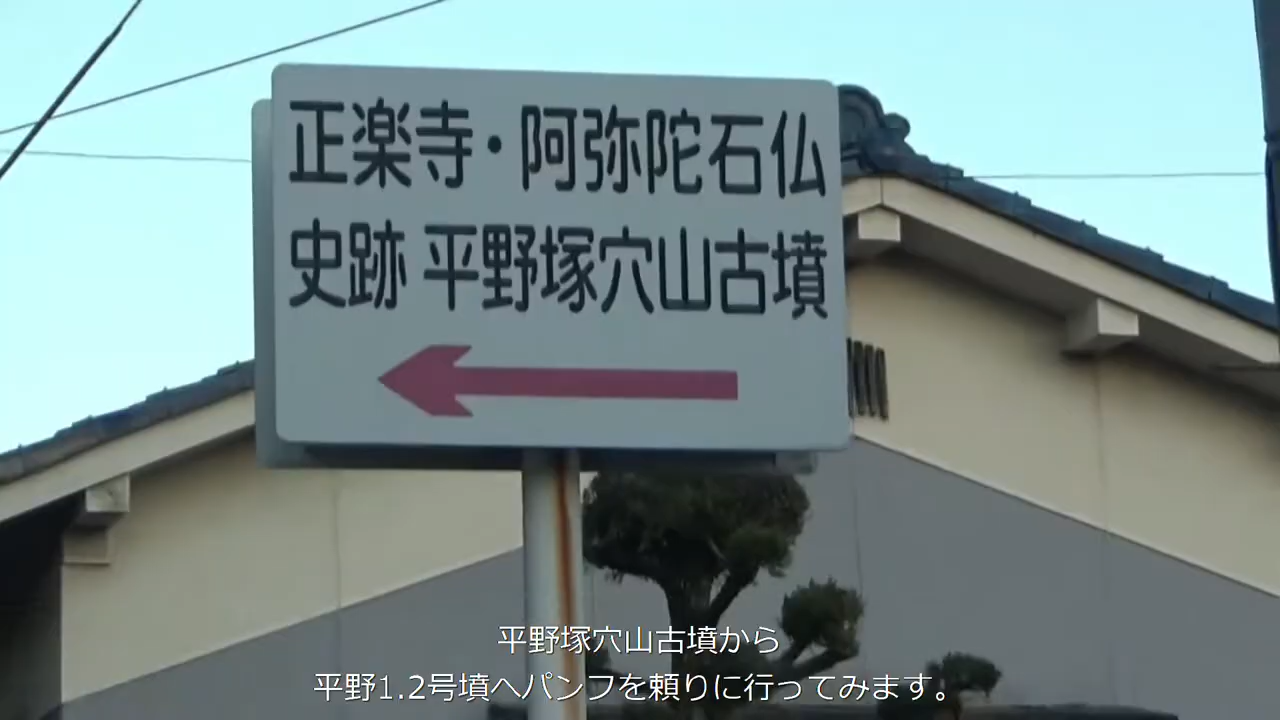 正楽寺・阿弥陀石仏
史跡 平野塚穴山古墳
平野塚穴山古墳から
平野1.2号墳へパンフを頼りに行ってみます。